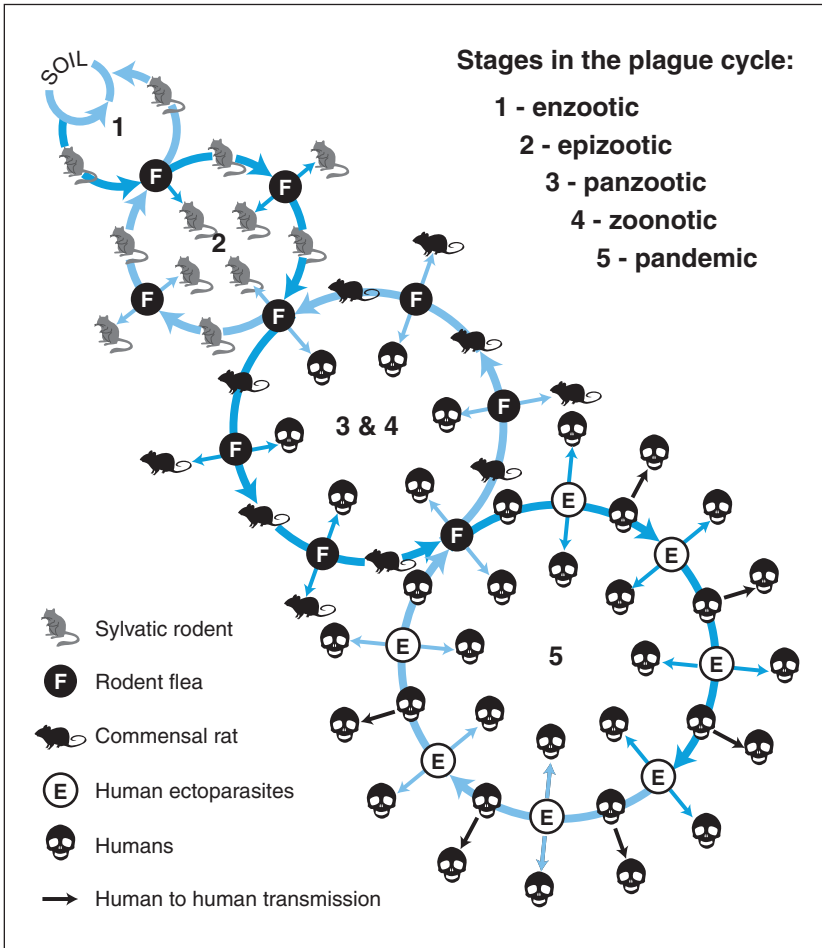 Stages in the plague cycle:
1 - enzootic
2 - epizootic
3 - panzootic
4 - zoonotic
5 - pandemic
SOIL
1
F
F
2
F
F
F
F
3 & 4
F
F
E
F
F
E
E
5
E
E
E
E
Sylvatic rodent
F Rodent flea
Commensal rat
E Human ectoparasites
Humans
Human to human transmission